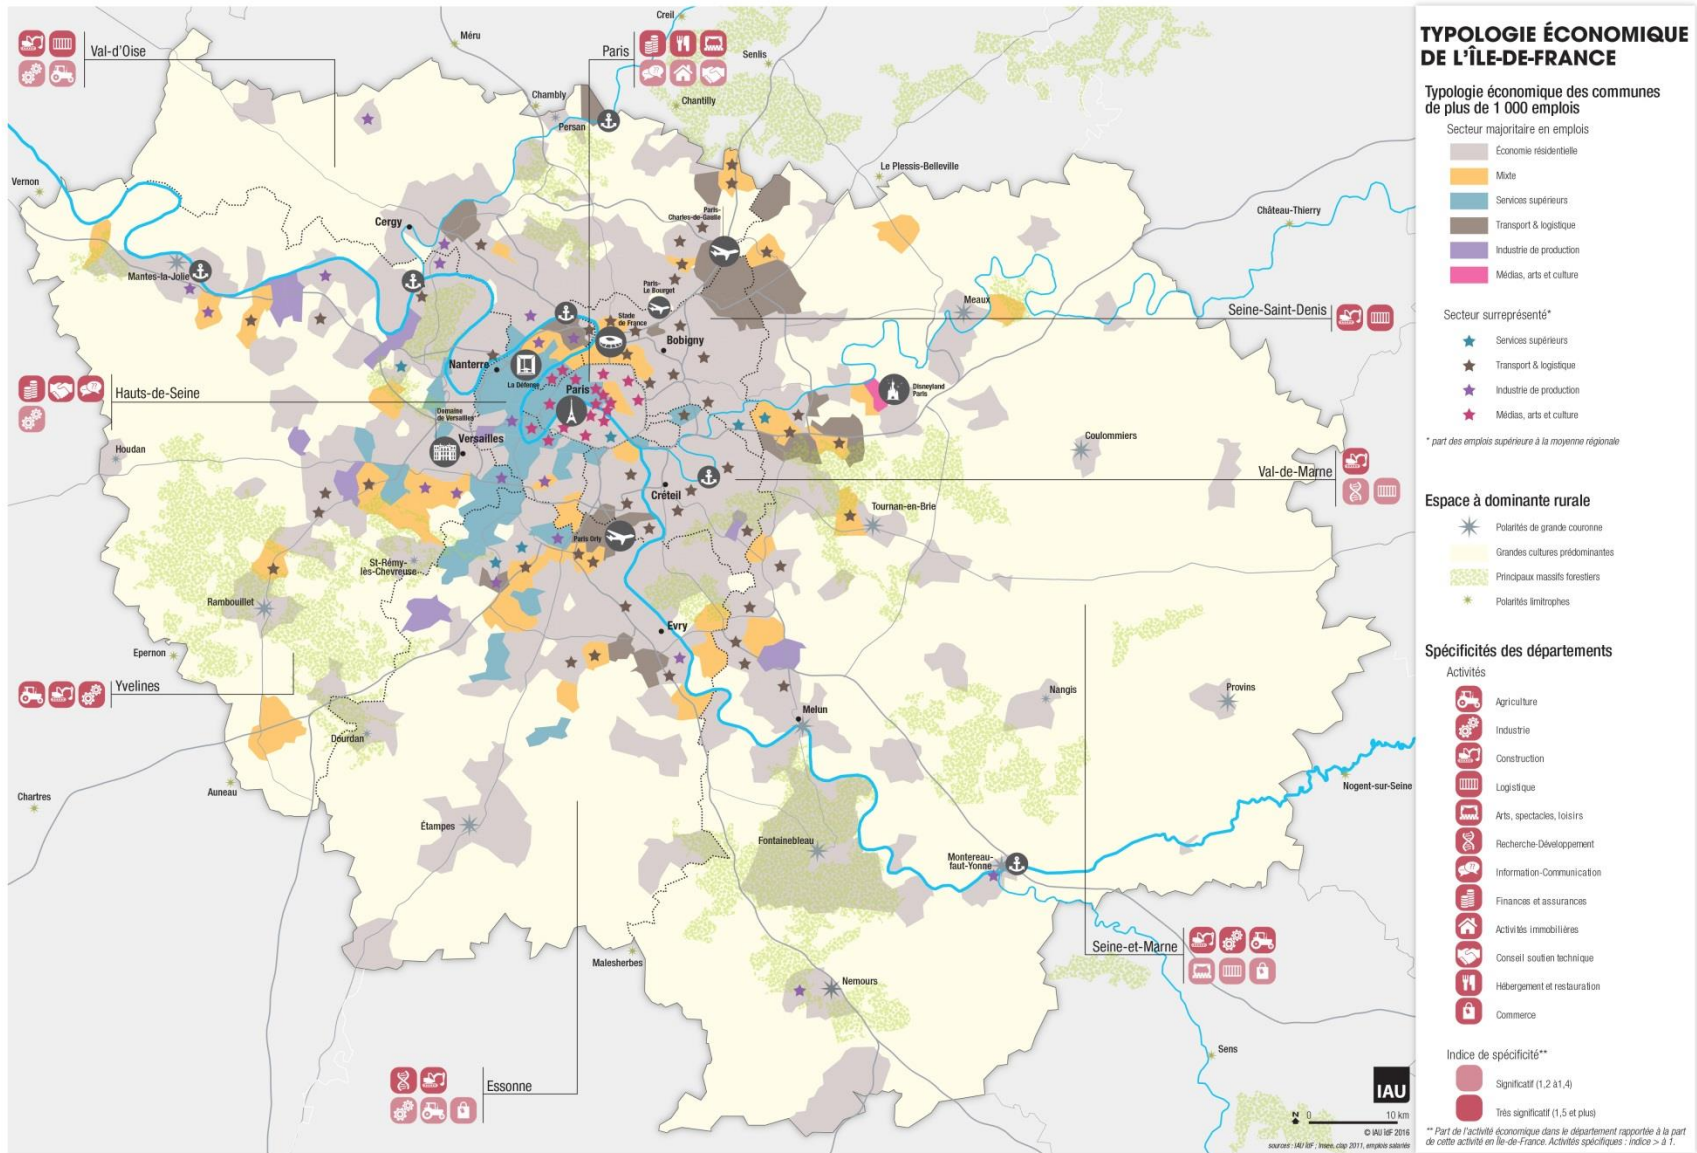 Creil
Méru
Senlis
Val-d'Oise
Paris
Chambly
Chantilly
Persan
Le Plessis-Belleville
Vernon
Paris-
Charles-de-Gaulle
Château-Thierry
Cergy
Mantes-la-Jolie
Paris-
Le Bourget
Meaux
Seine-Saint-Denis
Stade
de France
Bobigny
Nanterre
La Défense
Hauts-de-Seine
Paris
Disneyland
Paris
Domaine
de Versailles
Versailles
Houdan
Coulommiers
Val-de-Marne
Créteil
Tournan-en-Brie
Paris Orly
St-Rémy-
lès-Chevreuse
Rambouillet
Evry
Epernon
Yvelines
Nangis
Provins
Melun
Dourdan
Auneau
Chartres
Nogent-sur-Seine
Étampes
Fontainebleau
Montereau-
faut-Yonne
Seine-et-Marne
Malesherbes
Nemours
Sens
Essonne
IAU
N 0 10 km
© IAU îdF 2016
sources : IAU îdF ; Insee, clap 2011, emplois salariés
TYPOLOGIE ÉCONOMIQUE
DE L'ÎLE-DE-FRANCE
Typologie économique des communes
de plus de 1 000 emplois
Secteur majoritaire en emplois
Économie résidentielle
Mixte
Services supérieurs
Transport & logistique
Industrie de production
Médias, arts et culture
Secteur surreprésenté*
Services supérieurs
Transport & logistique
Industrie de production
Médias, arts et culture
* part des emplois supérieure à la moyenne régionale
Espace à dominante rurale
Polarités de grande couronne
Grandes cultures prédominantes
Principaux massifs forestiers
Polarités limitrophes
Spécificités des départements
Activités
Agriculture
Industrie
Construction
Logistique
Arts, spectacles, loisirs
Recherche-Développement
Information-Communication
Finances et assurances
Activités immobilières
Conseil soutien technique
Hébergement et restauration
Commerce
Indice de spécificité**
Significatif (1,2 à1,4)
Très significatif (1,5 et plus)
** Part de l'activité économique dans le département rapportée à la part
de cette activité en Île-de-France. Activités spécifiques : indice > à 1.